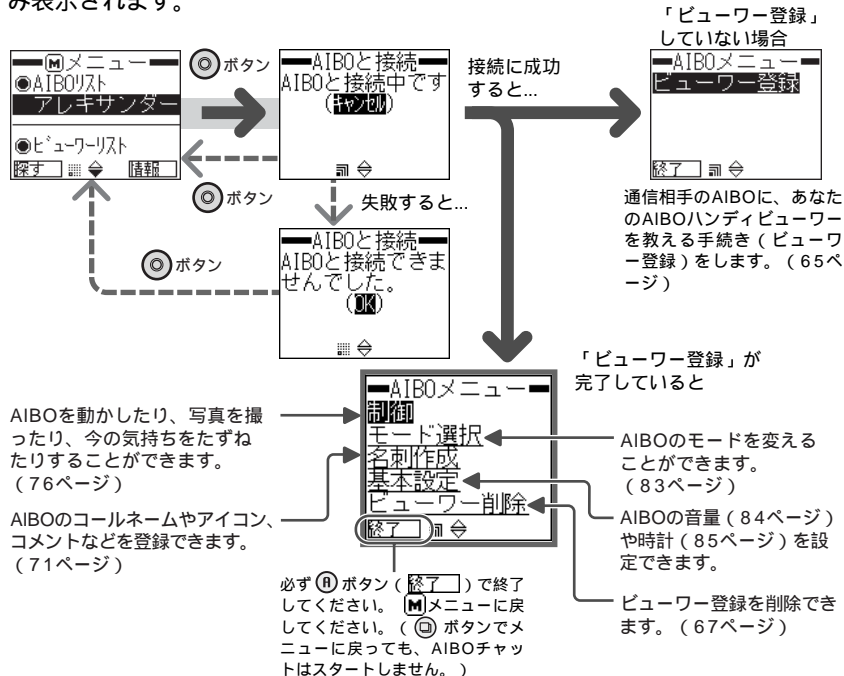 み表示されます。
「ビューワー登録」
していない場合
Mメニュー
◉AIBOリスト
アレキサンダー
◉ビューワーリスト
探す 情報
ボタン
AIBOと接続
AIBOと接続中です
(キャンセル)
接続に成功
すると...
AIBOメニュー
ビューワー登録
終了
ボタン
失敗すると...
通信相手のAIBOに、あなた
のAIBOハンディビューワー
を教える手続き(ビューワ
ー登録)をします。(65ペ
ージ)
ボタン
AIBOと接続
AIBOと接続できま
せんでした。
(OK)
「ビューワー登録」が
完了していると
AIBOメニュー
制御
モード選択
名刺作成
基本設定
ビューワー削除
終了
AIBOを動かしたり、写真を撮
ったり、今の気持ちをたずね
たりすることができます。
(76ページ)
AIBOのコールネームやアイコン、
コメントなどを登録できます。
(71ページ)
AIBOのモードを変える
ことができます。
(83ページ)
AIBOの音量(84ページ)
や時計(85ページ)を設
定できます。
ビューワー登録を削除でき
ます。(67ページ)
必ずAボタン(終了)で終了
してください。Mメニューに戻
してください。(ボタンでメ
ニューに戻っても、AIBOチャッ
トはスタートしません。)